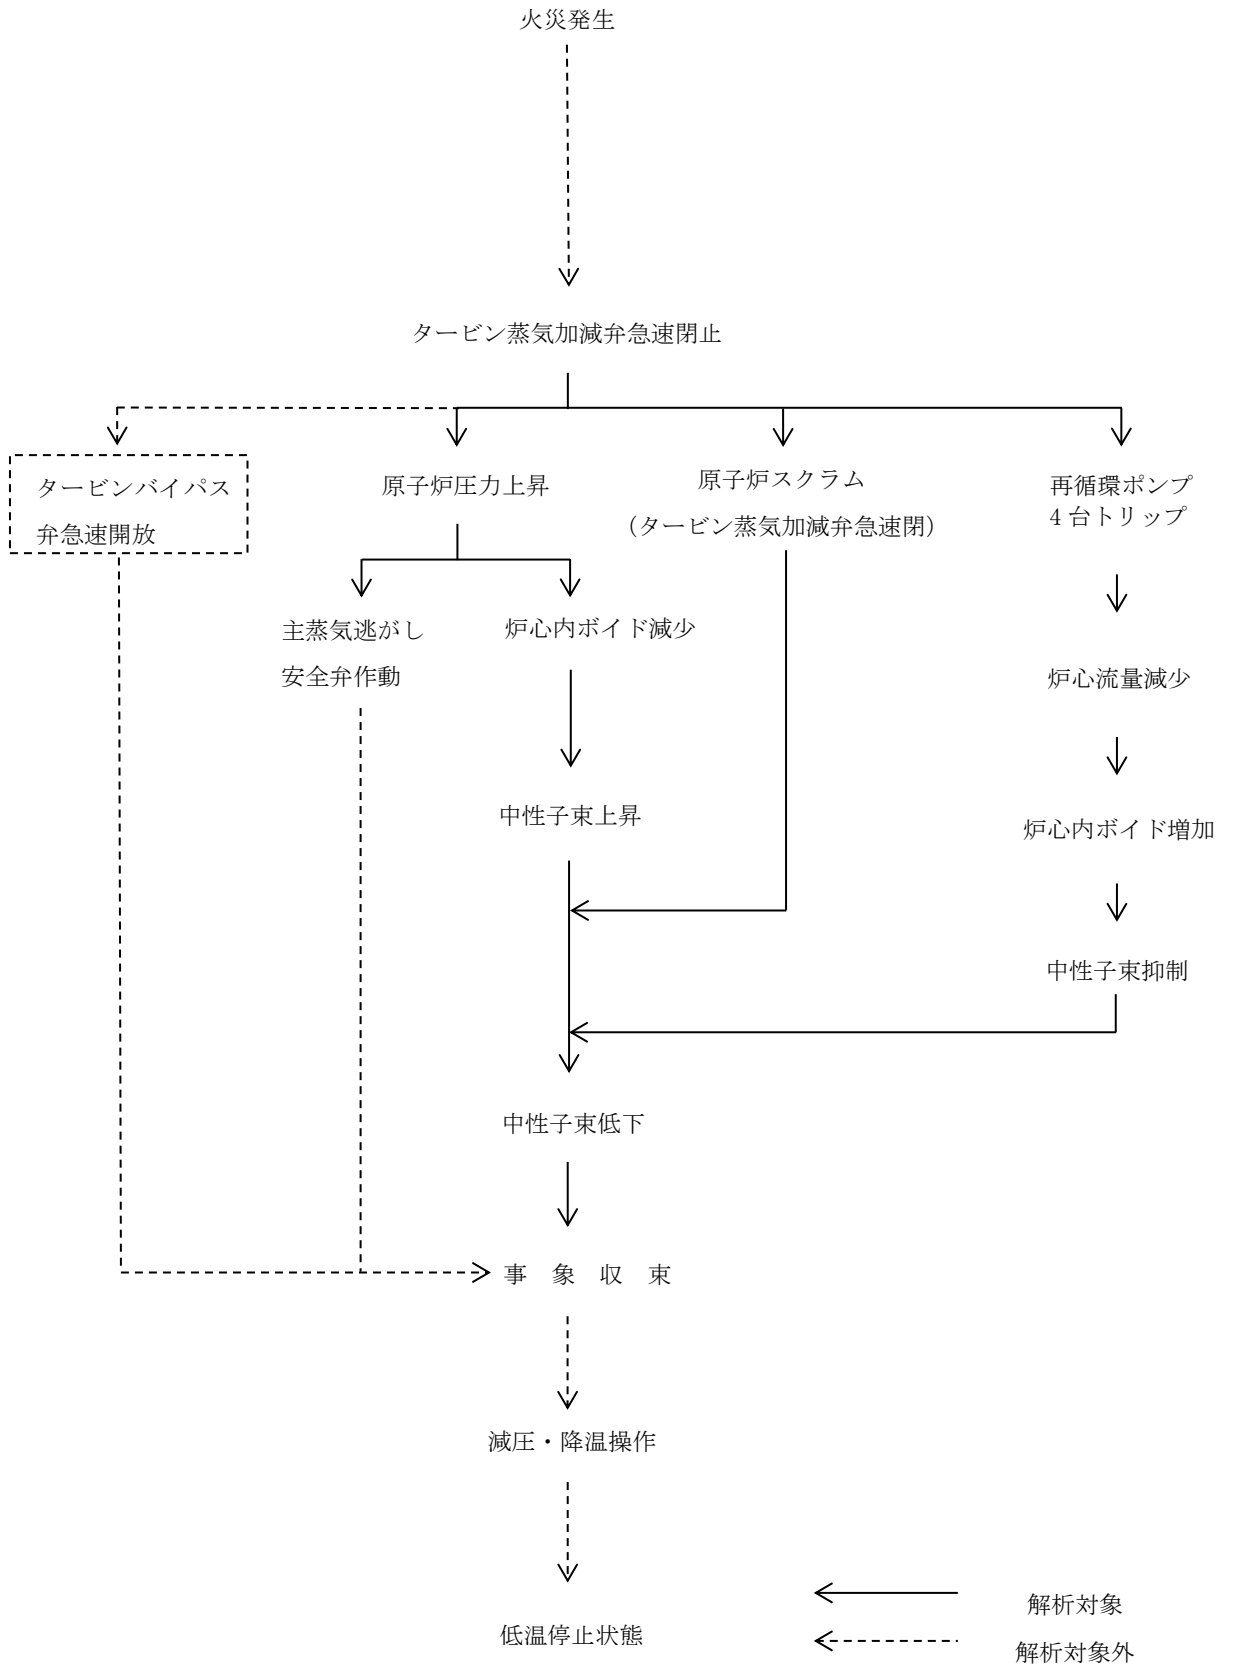 火災発生
タービン蒸気加減弁急速閉止
タービンバイパス
弁急速開放
原子炉圧力上昇
原子炉スクラム
（タービン蒸気加減弁急速閉）
再循環ポンプ
4 台トリップ
主蒸気逃がし
安全弁作動
炉心内ボイド減少
炉心流量減少
中性子束上昇
炉心内ボイド増加
中性子束抑制
中性子束低下
事　象　収　束
減圧・降温操作
低温停止状態
解析対象
解析対象外